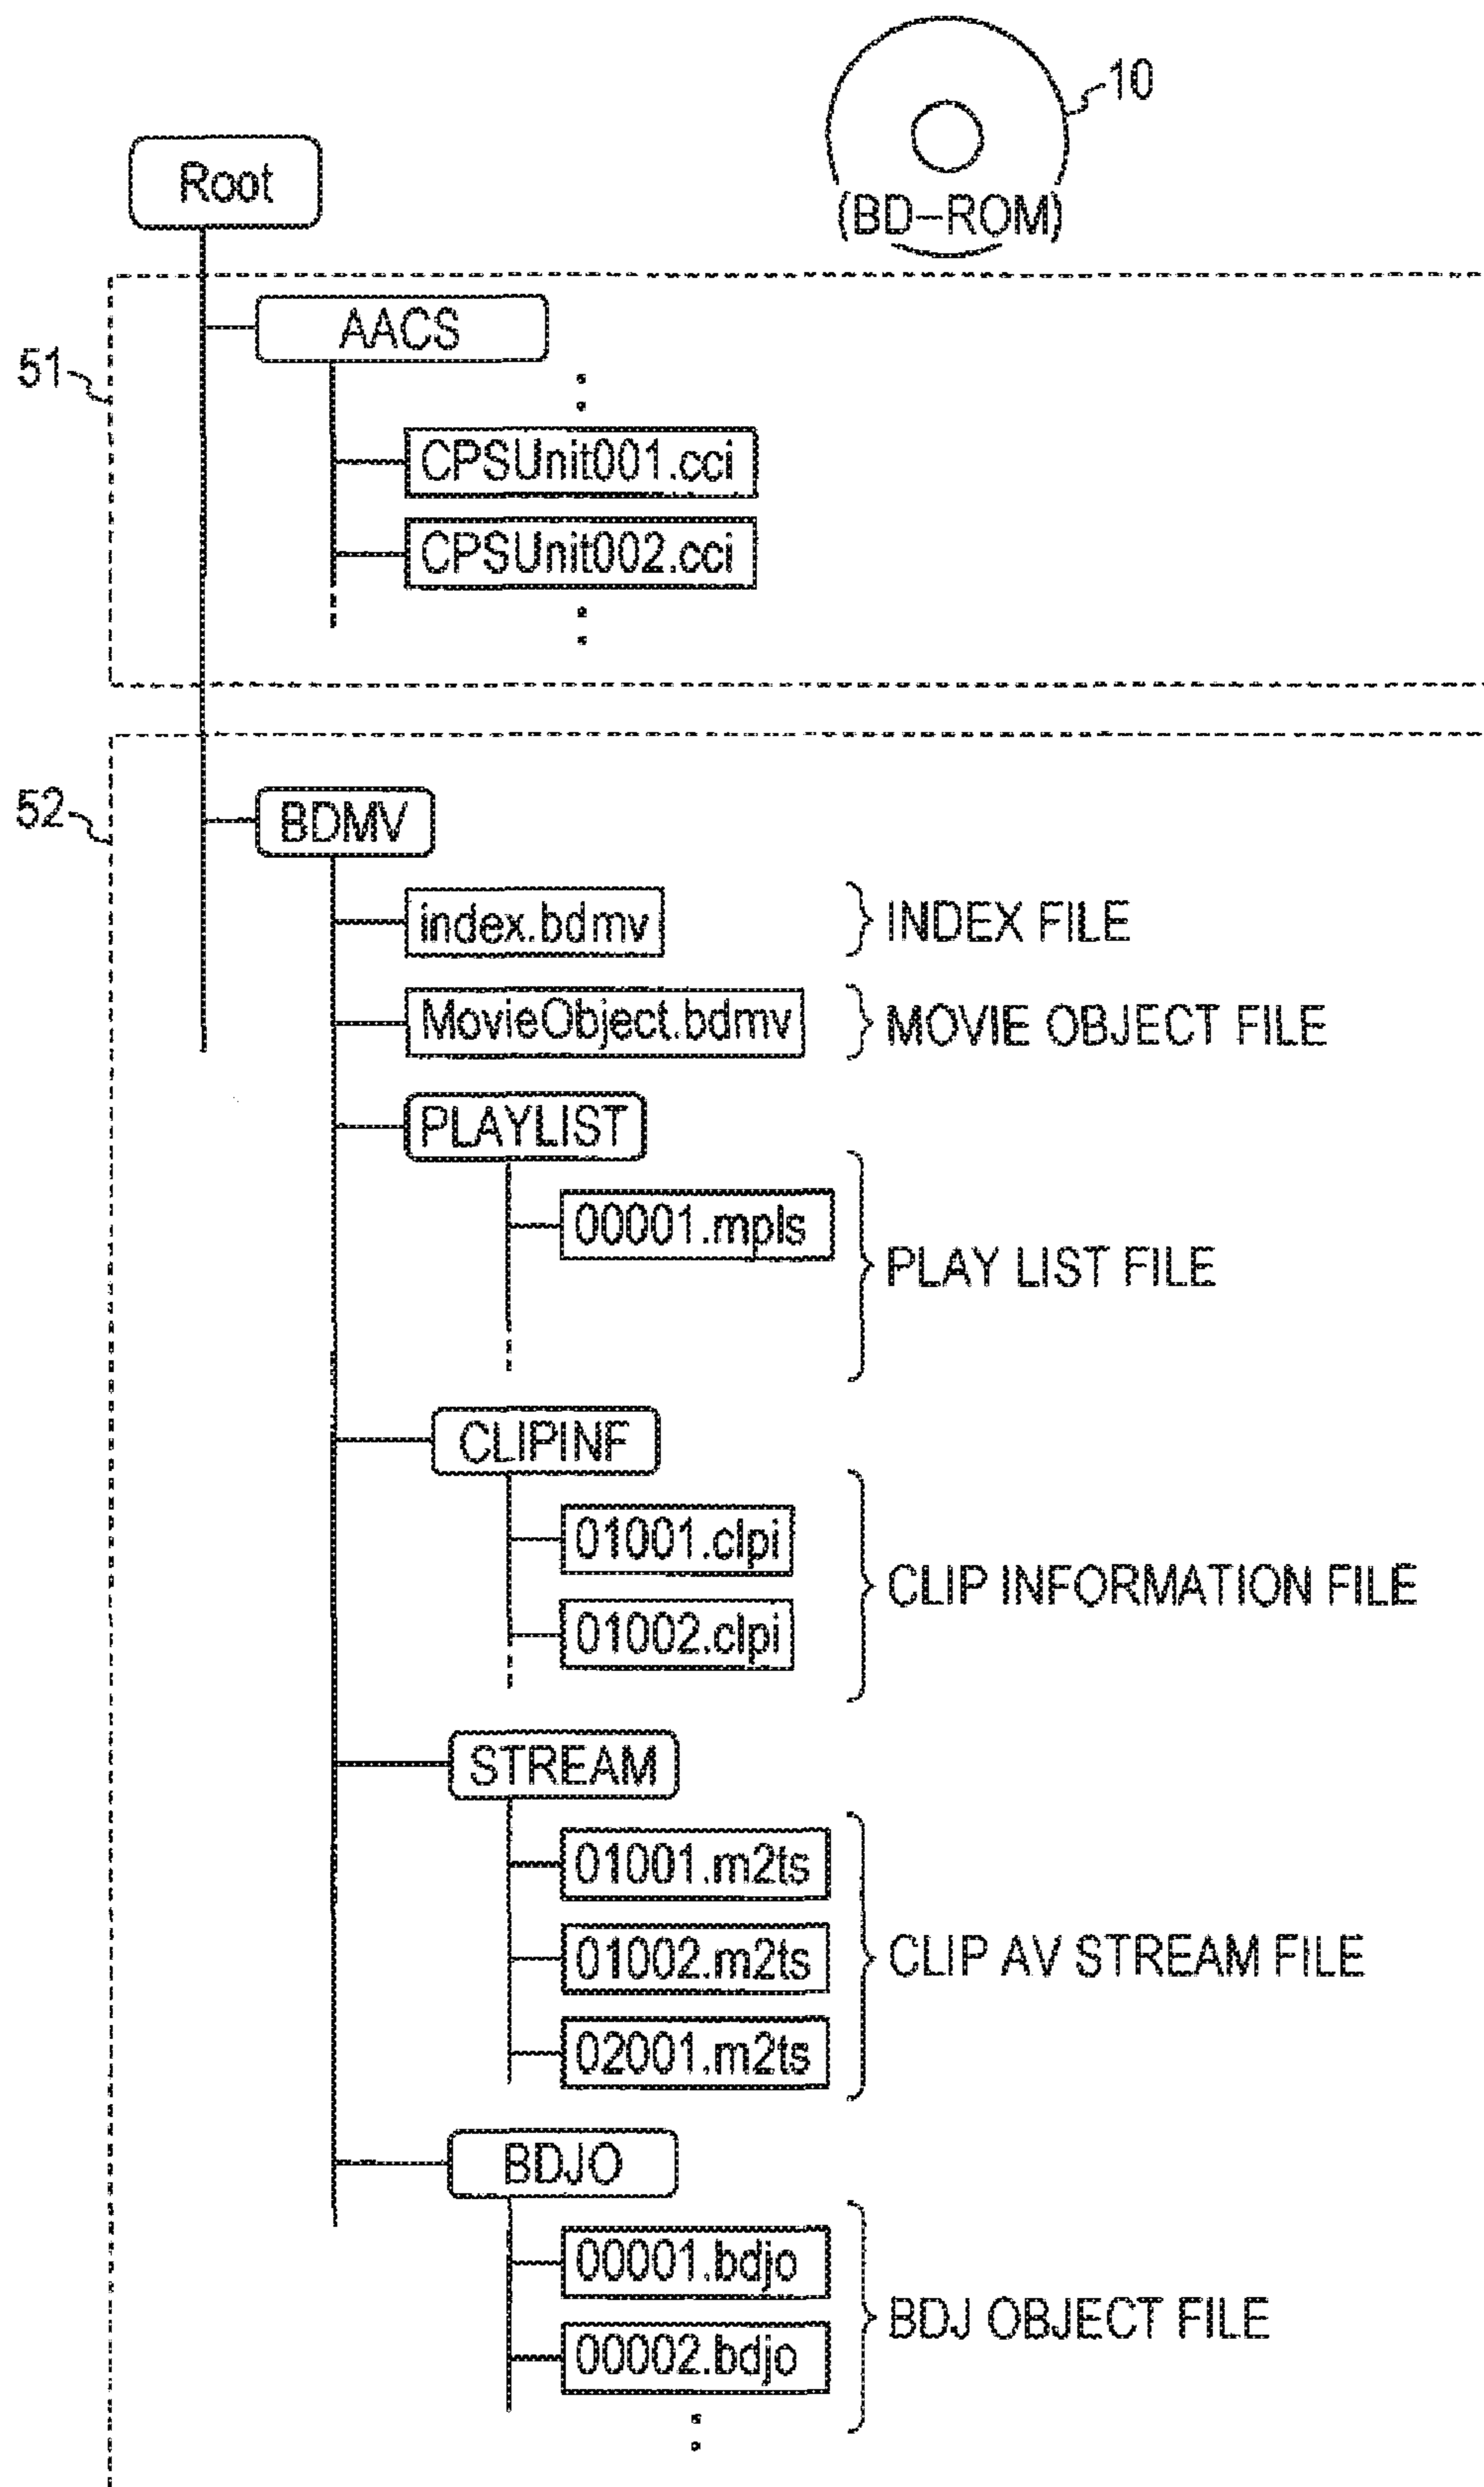 10
Root
(BD-ROM)
51
AACS
CPSUnit001.cci
CPSUnit002.cci
52
BDMV
index.bdmv
INDEX FILE
MovieObject.bdmv
MOVIE OBJECT FILE
PLAYLIST
00001.mpls
PLAY LIST FILE
CLIPINF
01001.clpi
01002.clpi
CLIP INFORMATION FILE
STREAM
01001.m2ts
01002.m2ts
02001.m2ts
CLIP AV STREAM FILE
BDJO
00001.bdjo
00002.bdjo
BDJ OBJECT FILE